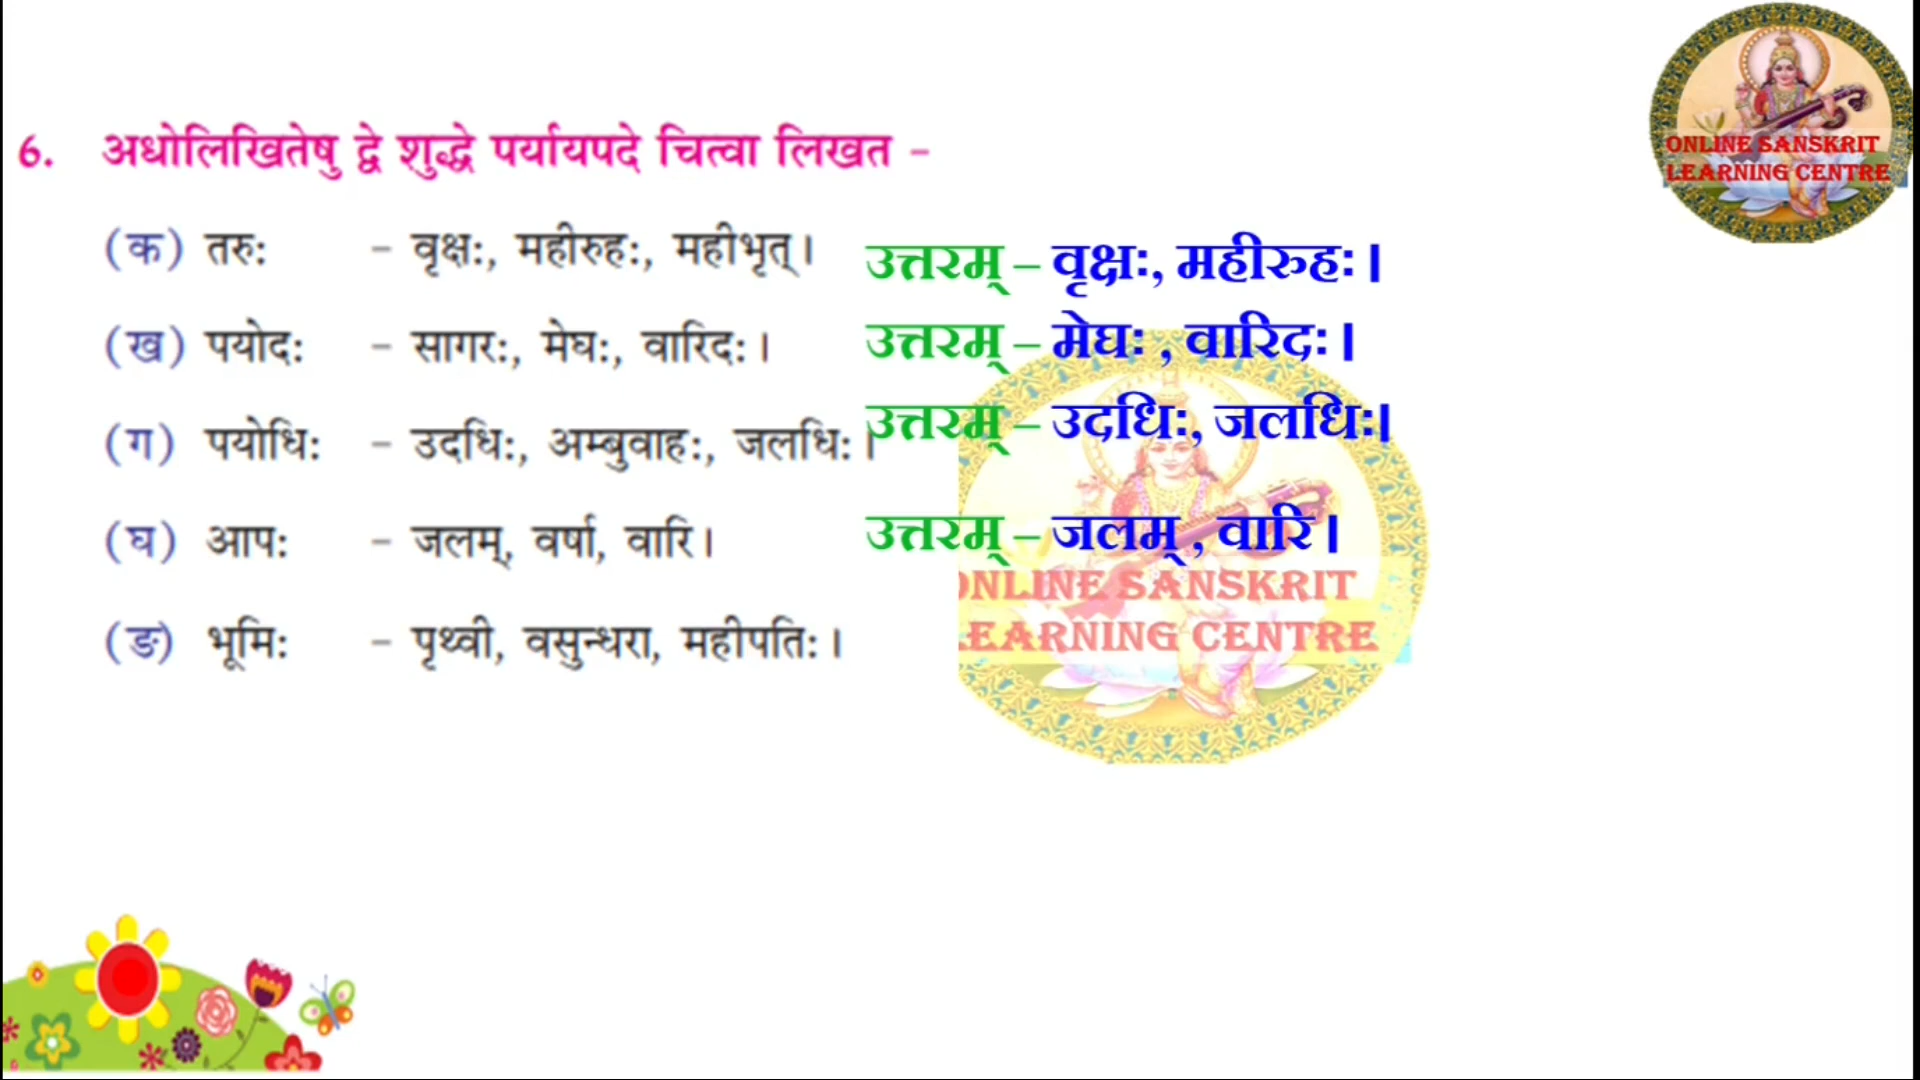 ONLINE SANSKRIT
LEARNING CENTRE
6. अधोलिखितेषु द्वे शुद्धे पर्यायपदे चित्वा लिखत -
(क) तरुः - वृक्षः, महीरुहः, महीभृत्। उत्तरम् – वृक्षः, महीरुहः।
(ख) पयोदः - सागरः, मेघः, वारिदः। उत्तरम् – मेघः , वारिदः।
(ग) पयोधिः - उदधिः, अम्बुवाहः, जलधिः। उत्तरम् – उदधिः, जलधिः।
(घ) आपः - जलम्, वर्षा, वारि। उत्तरम् – जलम् , वारि।
ONLINE SANSKRIT
LEARNING CENTRE
(ङ) भूमिः - पृथ्वी, वसुन्धरा, महीपतिः।